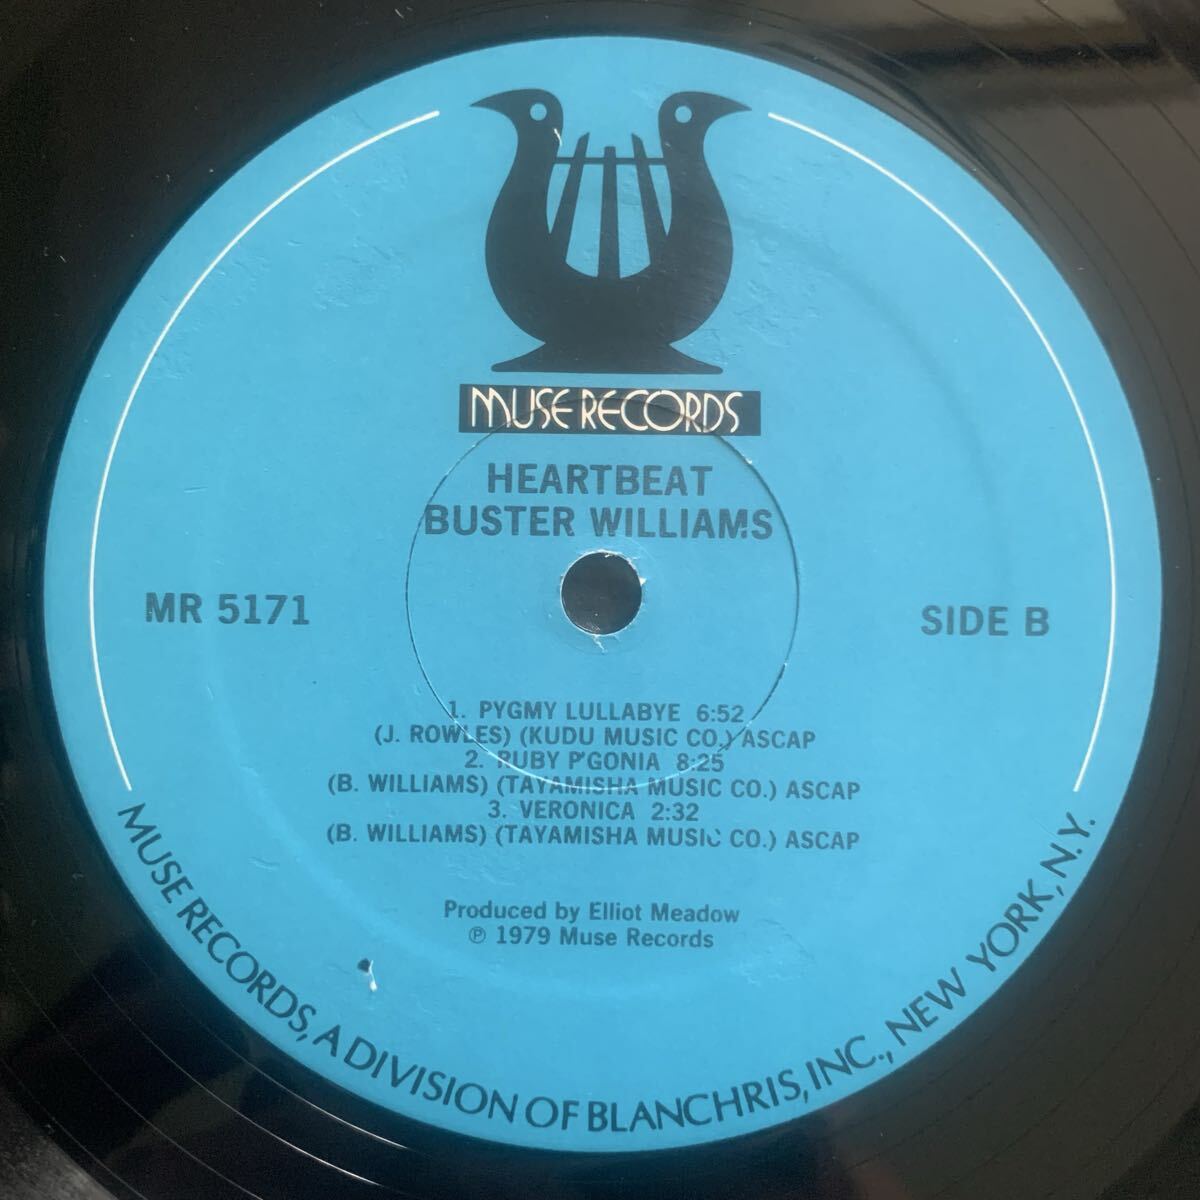 MUSE RECORDS
HEARTBEAT
BUSTER WILLIAMS
MR 5171
SIDE B
1. PYGMY LULLABYE 6:52
(J. ROWLES) (KUDU MUSIC CO.) ASCAP
2. RUBY P'GONIA 8:25
(B. WILLIAMS) (TAYAMISHA MUSIC CO.) ASCAP
3. VERONICA 2:32
(B. WILLIAMS) (TAYAMISHA MUSIC CO.) ASCAP
Produced by Elliot Meadow
℗ 1979 Muse Records
MUSE RECORDS, A DIVISION OF BLANCHRIS, INC., NEW YORK, N.Y.